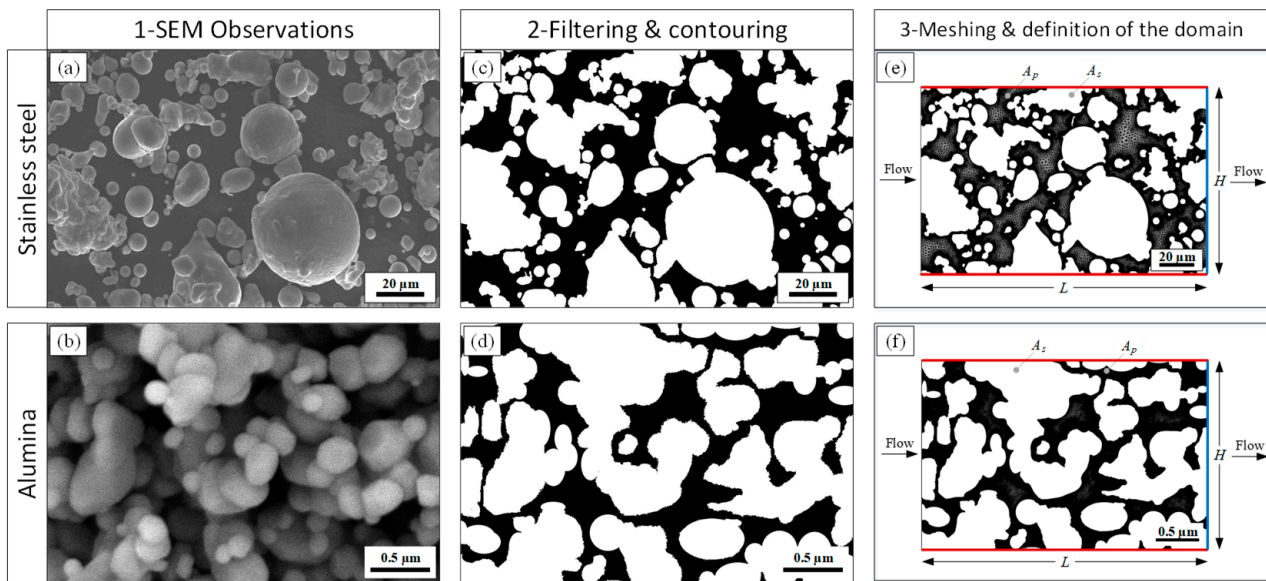 1-SEM Observations
2-Filtering & contouring
3-Meshing & definition of the domain
Stainless steel
(a)
20 µm
(c)
20 µm
(e)
A_p
A_s
Flow
H
Flow
20 µm
L
Alumina
(b)
0.5 µm
(d)
0.5 µm
(f)
A_s
A_p
Flow
H
Flow
0.5 µm
L